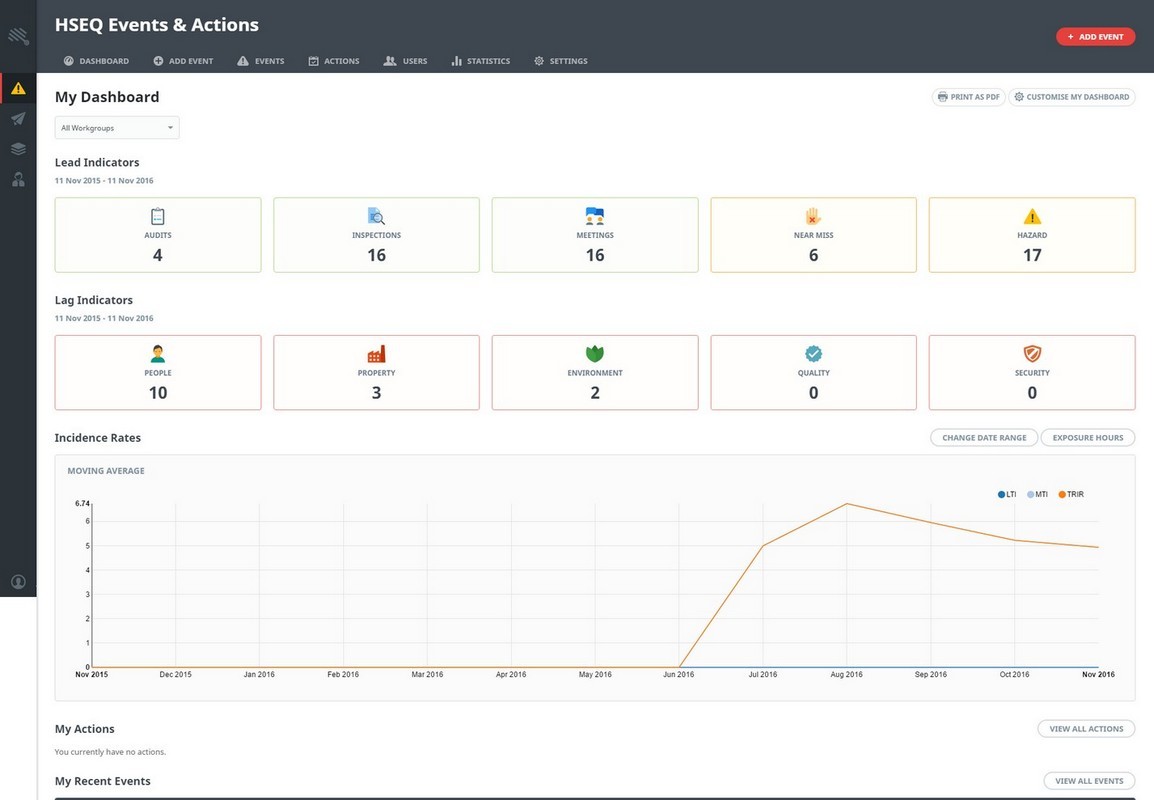 HSEQ Events & Actions
+ ADD EVENT
DASHBOARD ADD EVENT EVENTS ACTIONS USERS STATISTICS SETTINGS
My Dashboard
PRINT AS PDF CUSTOMISE MY DASHBOARD
All Workgroups
Lead Indicators
11 Nov 2015 - 11 Nov 2016
AUDITS INSPECTIONS MEETINGS NEAR MISS HAZARD
4 16 16 6 17
Lag Indicators
11 Nov 2015 - 11 Nov 2016
PEOPLE PROPERTY ENVIRONMENT QUALITY SECURITY
10 3 2 0 0
Incidence Rates
CHANGE DATE RANGE EXPOSURE HOURS
MOVING AVERAGE
LTI MTI TRIR
6.74
6
5
4
3
2
1
0
Nov 2015 Dec 2015 Jan 2016 Feb 2016 Mar 2016 Apr 2016 May 2016 Jun 2016 Jul 2016 Aug 2016 Sep 2016 Oct 2016 Nov 2016
My Actions
VIEW ALL ACTIONS
You currently have no actions.
My Recent Events
VIEW ALL EVENTS